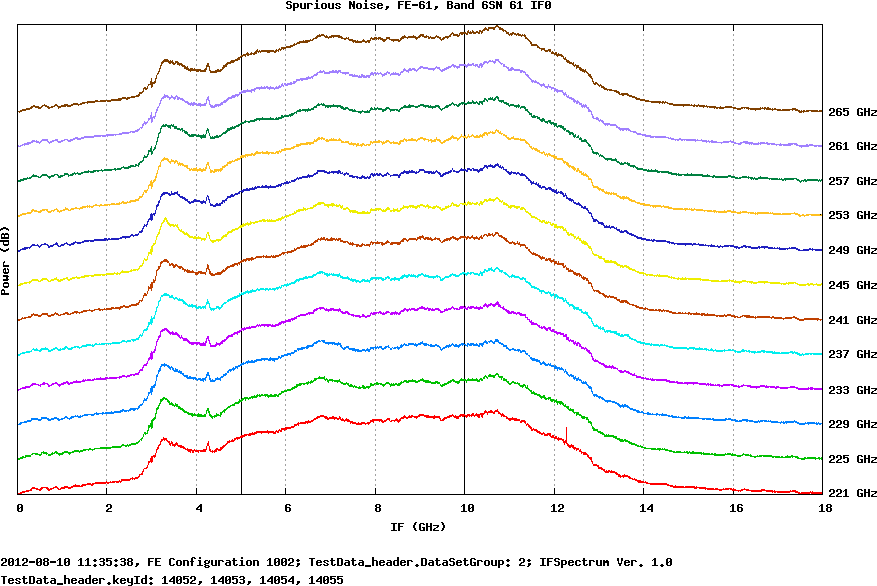 Spurious Noise, FE-61, Band 6SN 61 IF0
265 GHz
261 GHz
257 GHz
253 GHz
249 GHz
245 GHz
241 GHz
237 GHz
233 GHz
229 GHz
225 GHz
221 GHz
Power (dB)
0 2 4 6 8 10 12 14 16 18
IF (GHz)
2012-08-10 11:35:38, FE Configuration 1002; TestData_header.DataSetGroup: 2; IFSpectrum Ver. 1.0
TestData_header.keyId: 14052, 14053, 14054, 14055